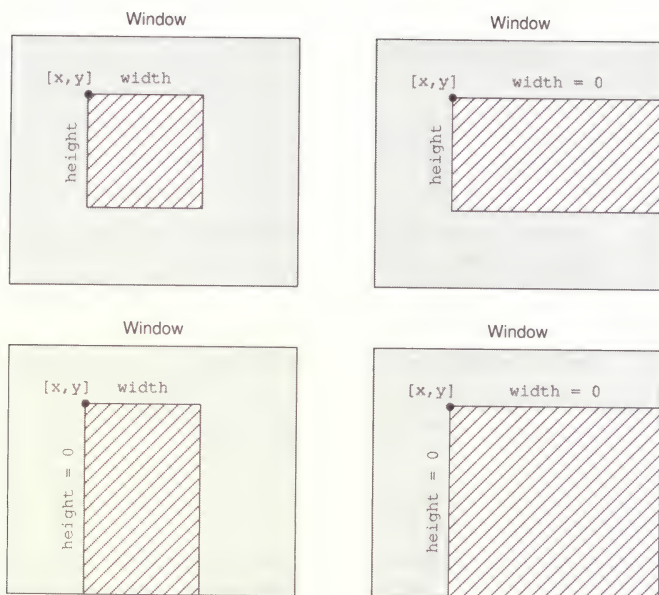 Window
[x,y] width
height
Window
[x,y] width = 0
height
Window
[x,y] width
height = 0
Window
[x,y] width = 0
height = 0